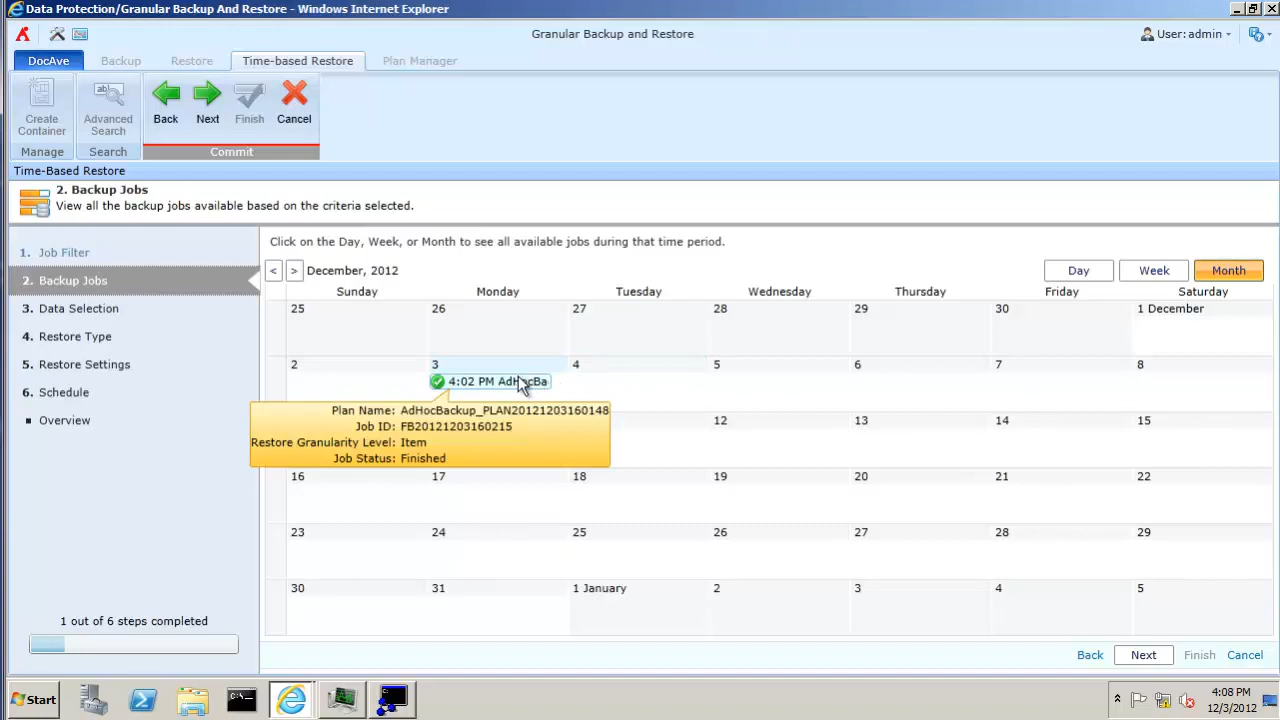 Data Protection/Granular Backup And Restore - Windows Internet Explorer
Granular Backup and Restore
User: admin
DocAve Backup Restore Time-based Restore Plan Manager
Create Container
Advanced Search
Back Next Finish Cancel
Manage Search Commit
Time-Based Restore
2. Backup Jobs
View all the backup jobs available based on the criteria selected.
1. Job Filter
2. Backup Jobs
3. Data Selection
4. Restore Type
5. Restore Settings
6. Schedule
Overview
1 out of 6 steps completed
Click on the Day, Week, or Month to see all available jobs during that time period.
< > December, 2012 Day Week Month
Sunday Monday Tuesday Wednesday Thursday Friday Saturday
25 26 27 28 29 30 1 December
2 3 4 5 6 7 8
4:02 PM AdHocBa
Plan Name: AdHocBackup_PLAN20121203160148
Job ID: FB20121203160215
Restore Granularity Level: Item
Job Status: Finished
12 13 14 15
16 17 18 19 20 21 22
23 24 25 26 27 28 29
30 31 1 January 2 3 4 5
Back Next Finish Cancel
Start
4:08 PM
12/3/2012